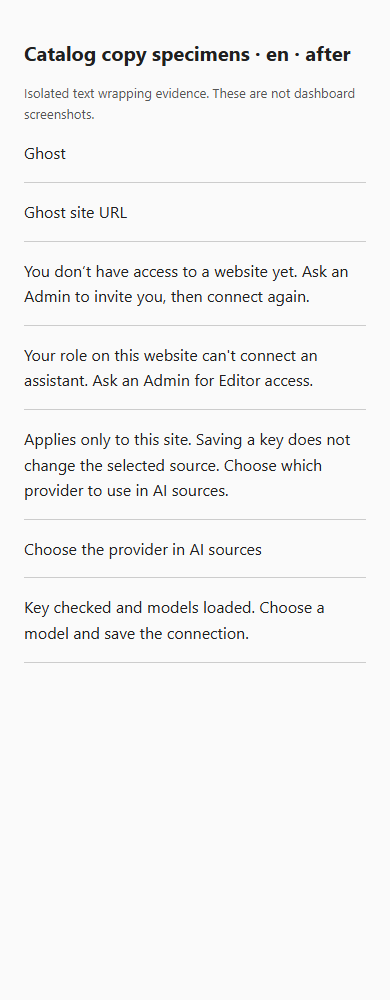 Catalog copy specimens · en · after
Isolated text wrapping evidence. These are not dashboard
screenshots.
Ghost
Ghost site URL
You don’t have access to a website yet. Ask an
Admin to invite you, then connect again.
Your role on this website can't connect an
assistant. Ask an Admin for Editor access.
Applies only to this site. Saving a key does not
change the selected source. Choose which
provider to use in AI sources.
Choose the provider in AI sources
Key checked and models loaded. Choose a
model and save the connection.